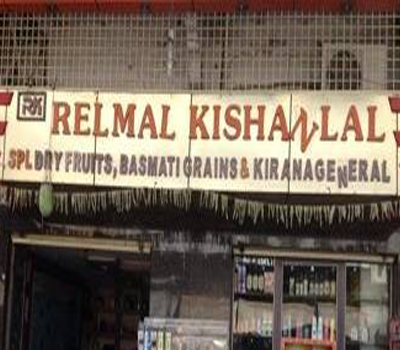 RK RELMAL KISHANLAL
SPL DRY FRUITS, BASMATI GRAINS & KIRANAGENERAL